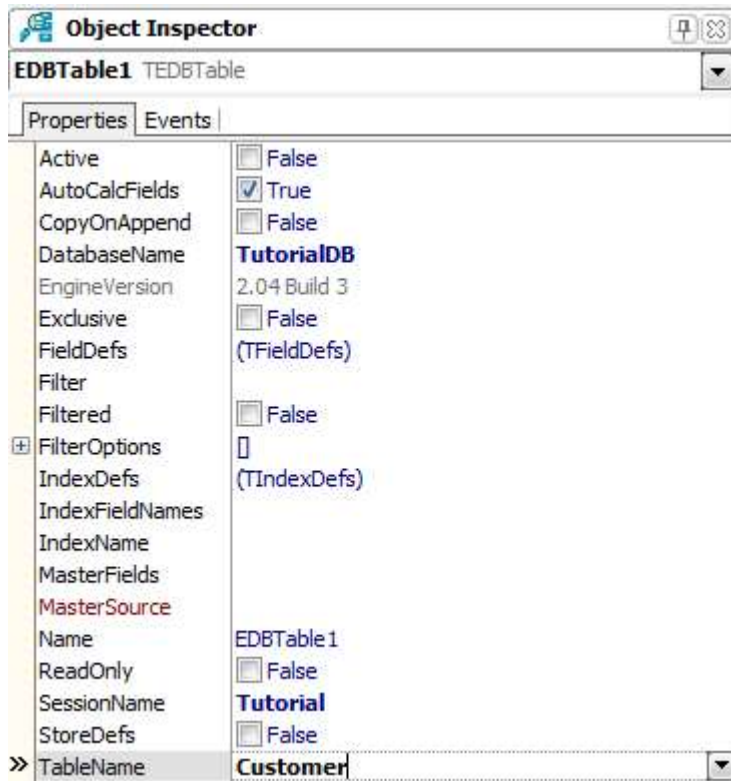 Object Inspector
EDBTable1 TEDBTable
Properties Events
Active False
AutoCalcFields True
CopyOnAppend False
DatabaseName TutorialDB
EngineVersion 2.04 Build 3
Exclusive False
FieldDefs (TFieldDefs)
Filter
Filtered False
FilterOptions []
IndexDefs (TIndexDefs)
IndexFieldNames
IndexName
MasterFields
MasterSource
Name EDBTable1
ReadOnly False
SessionName Tutorial
StoreDefs False
TableName Customer